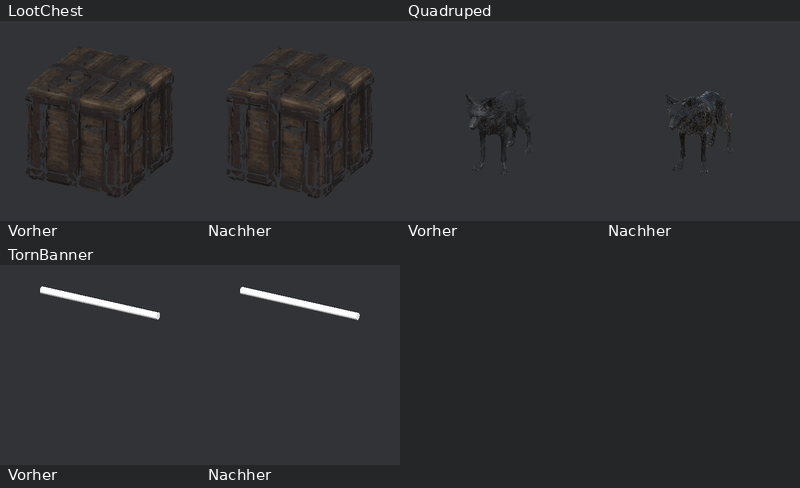 LootChest
Quadruped
Vorher
Nachher
Vorher
Nachher
TornBanner
Vorher
Nachher